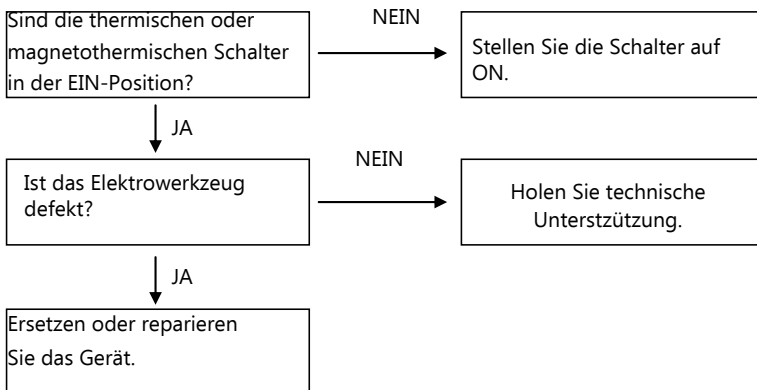 Sind die thermischen oder
magnetothermischen Schalter
in der EIN-Position?
NEIN
Stellen Sie die Schalter auf
ON.
JA
Ist das Elektrowerkzeug
defekt?
NEIN
Holen Sie technische
Unterstzützung.
JA
Ersetzen oder reparieren
Sie das Gerät.